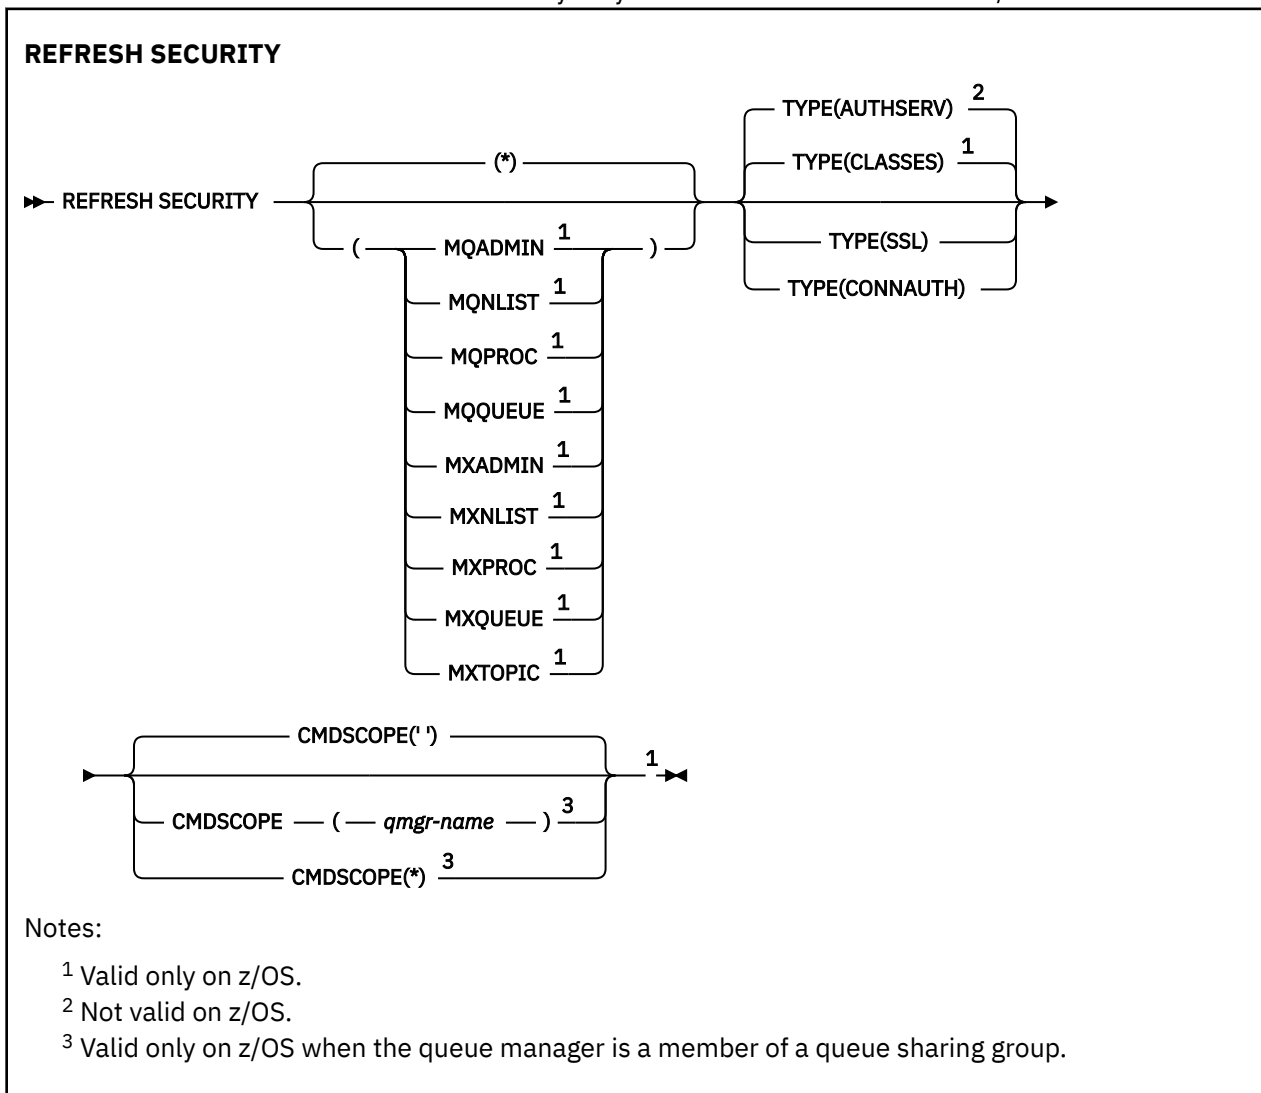 REFRESH SECURITY
REFRESH SECURITY
(*)
( MQADMIN 1 )
MQNLIST 1
MQPROC 1
MQQUEUE 1
MXADMIN 1
MXNLIST 1
MXPROC 1
MXQUEUE 1
MXTOPIC 1
TYPE(AUTHSERV) 2
TYPE(CLASSES) 1
TYPE(SSL)
TYPE(CONNAUTH)
CMDSCOPE(' ')
1
CMDSCOPE ( qmgr-name ) 3
CMDSCOPE(*) 3
Notes:
1 Valid only on z/OS.
2 Not valid on z/OS.
3 Valid only on z/OS when the queue manager is a member of a queue sharing group.